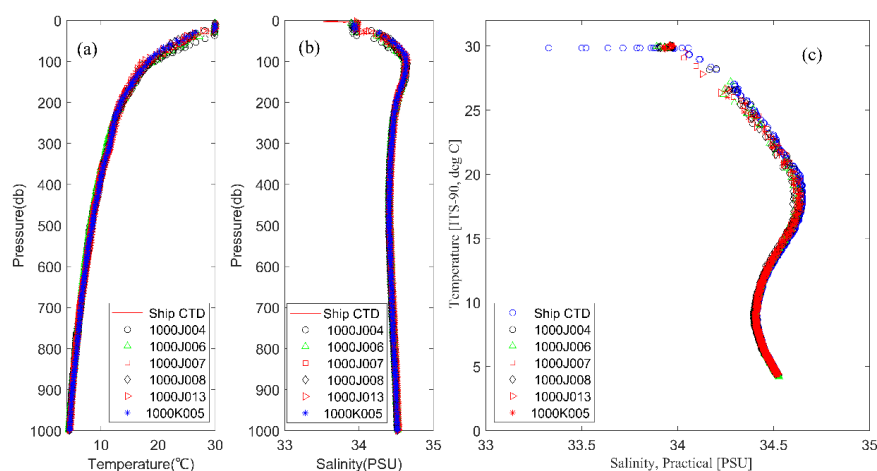 (a)
Pressure(db)
0
100
200
300
400
500
600
700
800
900
1000
10
20
30
Temperature(℃)
Ship CTD
1000J004
1000J006
1000J007
1000J008
1000J013
1000K005
(b)
Pressure(db)
0
100
200
300
400
500
600
700
800
900
1000
33
34
35
Salinity(PSU)
Ship CTD
1000J004
1000J006
1000J007
1000J008
1000J013
1000K005
(c)
Temperature [ITS-90, deg C]
30
25
20
15
10
5
0
33
33.5
34
34.5
35
Salinity, Practical [PSU]
Ship CTD
1000J004
1000J006
1000J007
1000J008
1000J013
1000K005